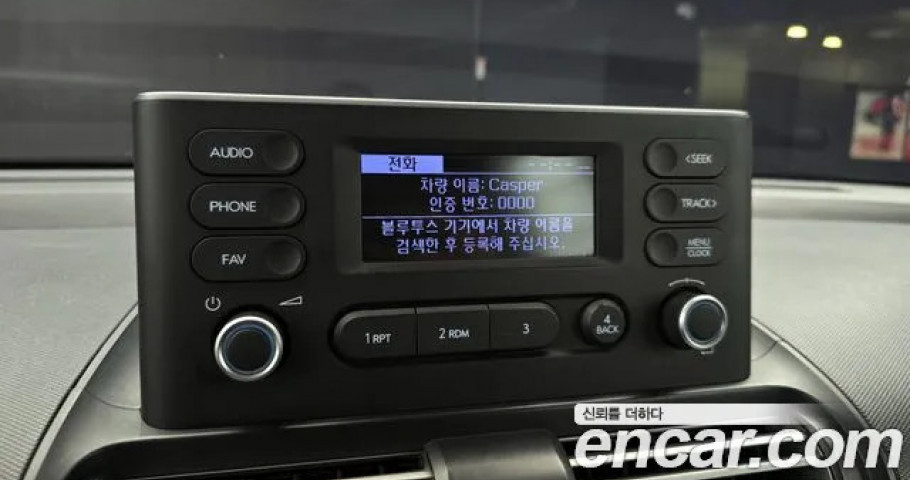 AUDIO
PHONE
FAV
전화
차량 이름: Casper
인증 번호: 0000
블루투스 기기에서 차량 이름을
검색한 후 등록해 주십시오.
<SEEK
TRACK>
MENU
CLOCK
1 RPT
2 RDM
3
4
BACK
신뢰를 더하다
encar.com